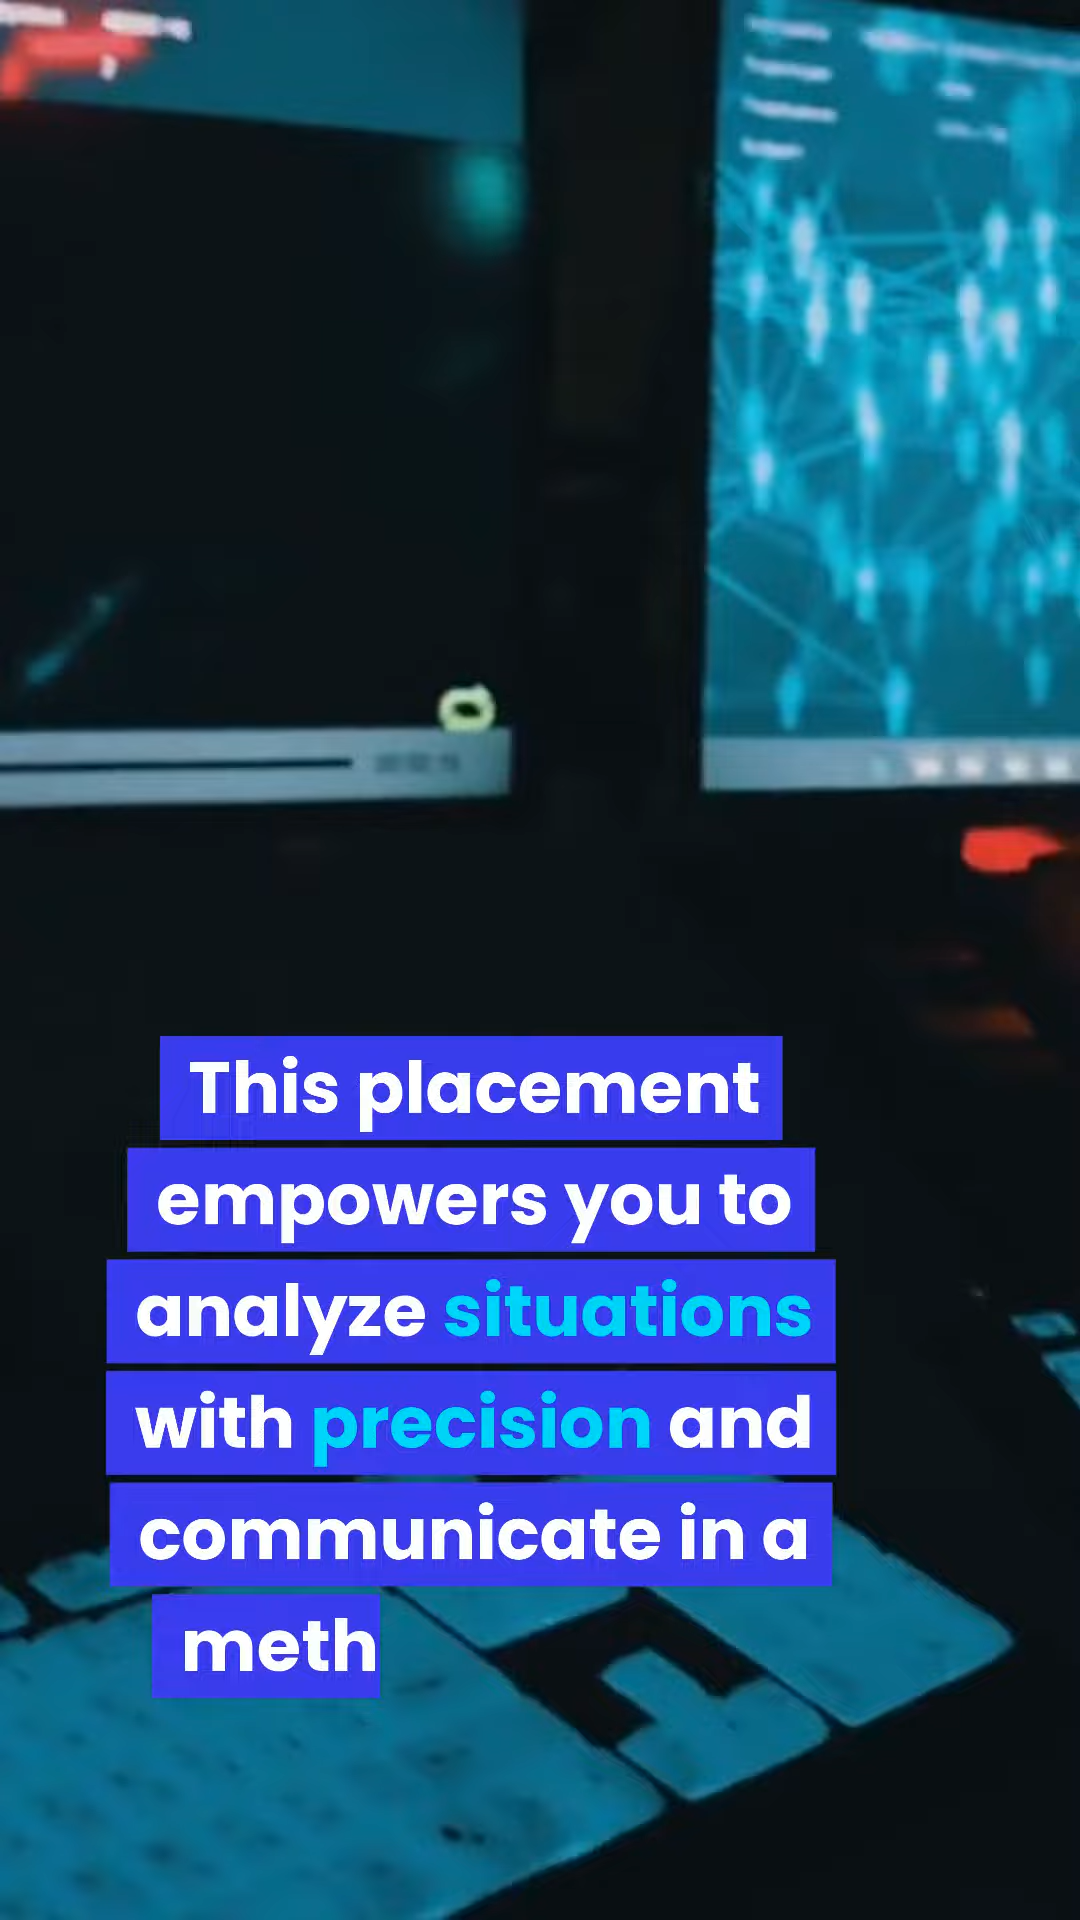 This placement
empowers you to
analyze situations
with precision and
communicate in a
meth